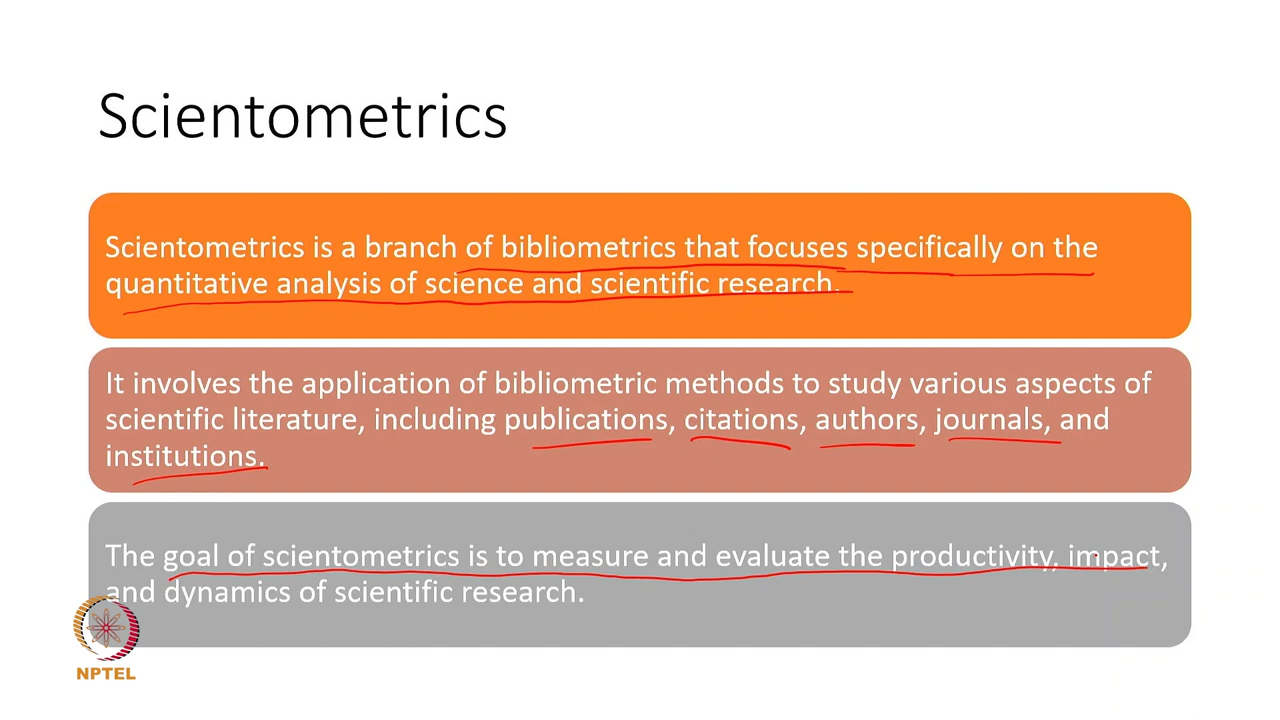 Scientometrics
Scientometrics is a branch of bibliometrics that focuses specifically on the
quantitative analysis of science and scientific research.
It involves the application of bibliometric methods to study various aspects of
scientific literature, including publications, citations, authors, journals, and
institutions.
The goal of scientometrics is to measure and evaluate the productivity, impact,
and dynamics of scientific research.
NPTEL